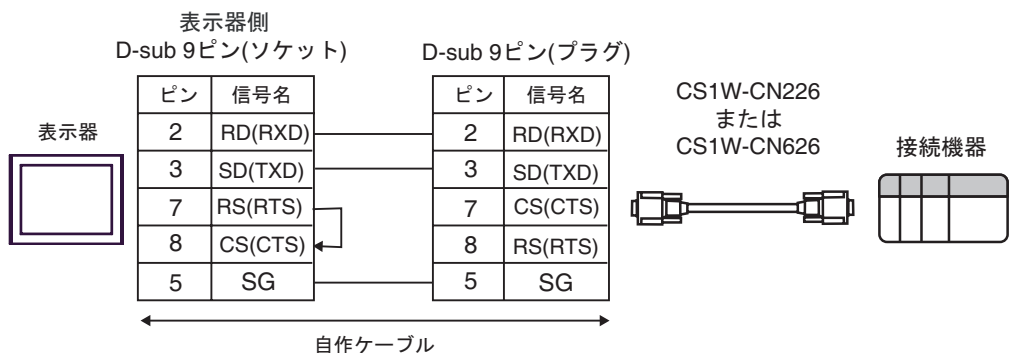 表示器側
D-sub 9ピン(ソケット)
D-sub 9ピン(プラグ)
ピン 信号名
2 RD(RXD)
3 SD(TXD)
7 RS(RTS)
8 CS(CTS)
5 SG
ピン 信号名
2 RD(RXD)
3 SD(TXD)
7 CS(CTS)
8 RS(RTS)
5 SG
表示器
CS1W-CN226
または
CS1W-CN626
接続機器
自作ケーブル